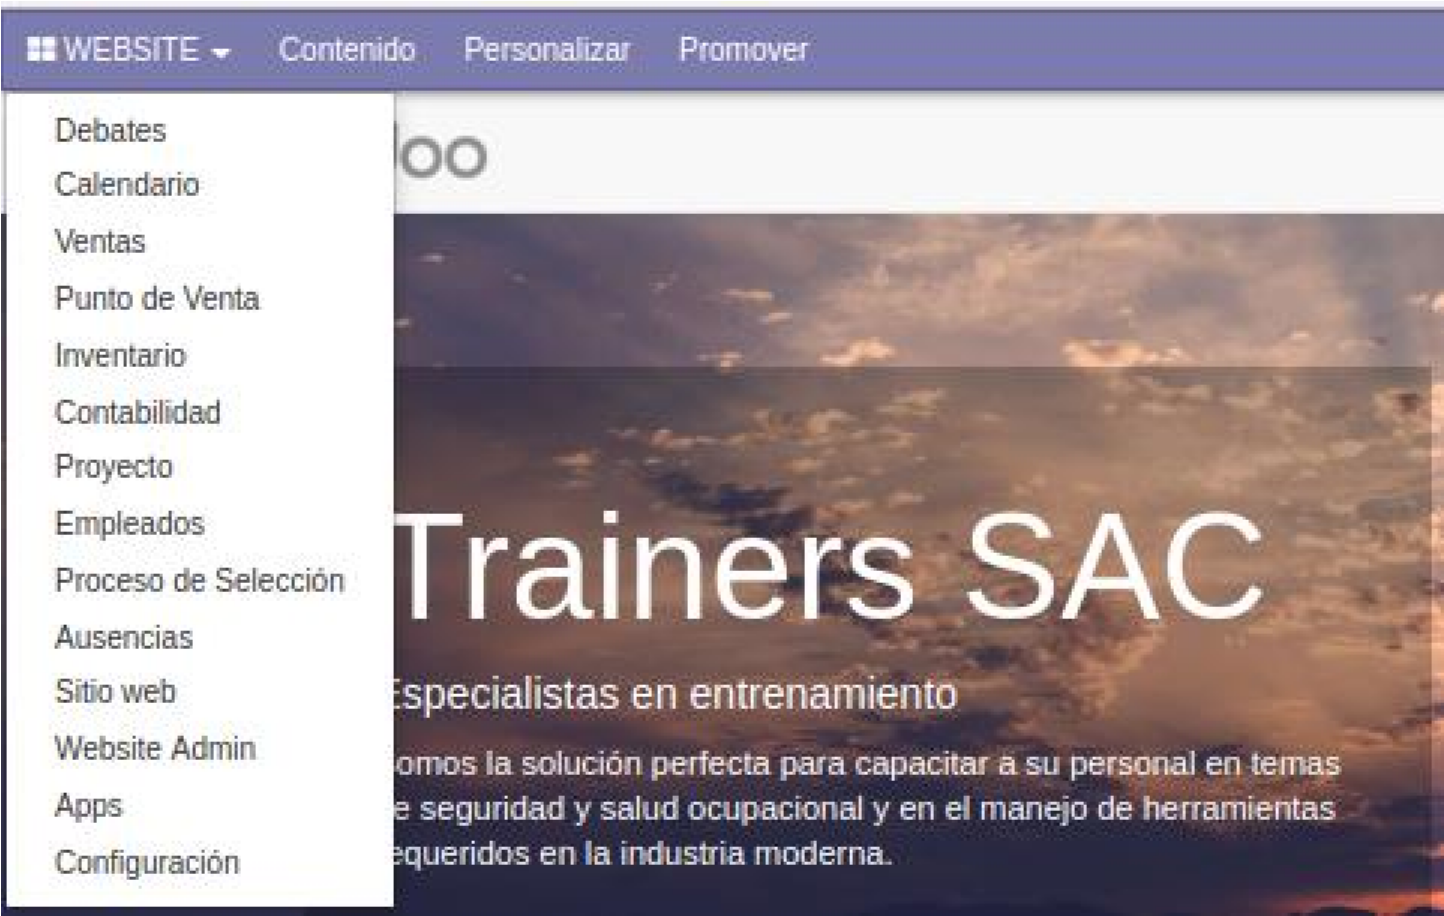 WEBSITE Contenido Personalizar Promover
Debates
Calendario
Ventas
Punto de Venta
Inventario
Contabilidad
Proyecto
Empleados
Proceso de Selección
Ausencias
Sitio web
Website Admin
Apps
Configuración
Trainers SAC
Especialistas en entrenamiento
omos la solución perfecta para capacitar a su personal en temas
e seguridad y salud ocupacional y en el manejo de herramientas
equeridos en la industria moderna.